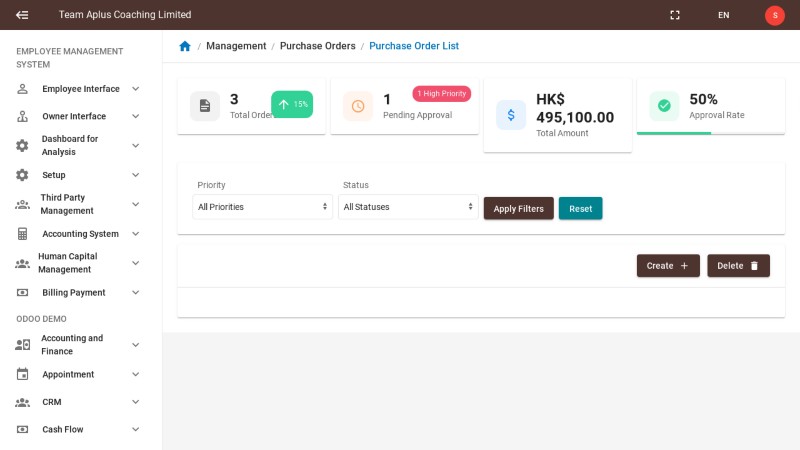 Team Aplus Coaching Limited
EN
S
EMPLOYEE MANAGEMENT
SYSTEM
Employee Interface
Owner Interface
Dashboard for
Analysis
Setup
Third Party
Management
Accounting System
Human Capital
Management
Billing Payment
ODOO DEMO
Accounting and
Finance
Appointment
CRM
Cash Flow
/ Management / Purchase Orders / Purchase Order List
3
Total Order
15%
1
Pending Approval
1 High Priority
HK$
495,100.00
Total Amount
50%
Approval Rate
Priority
All Priorities
Status
All Statuses
Apply Filters
Reset
Create
Delete